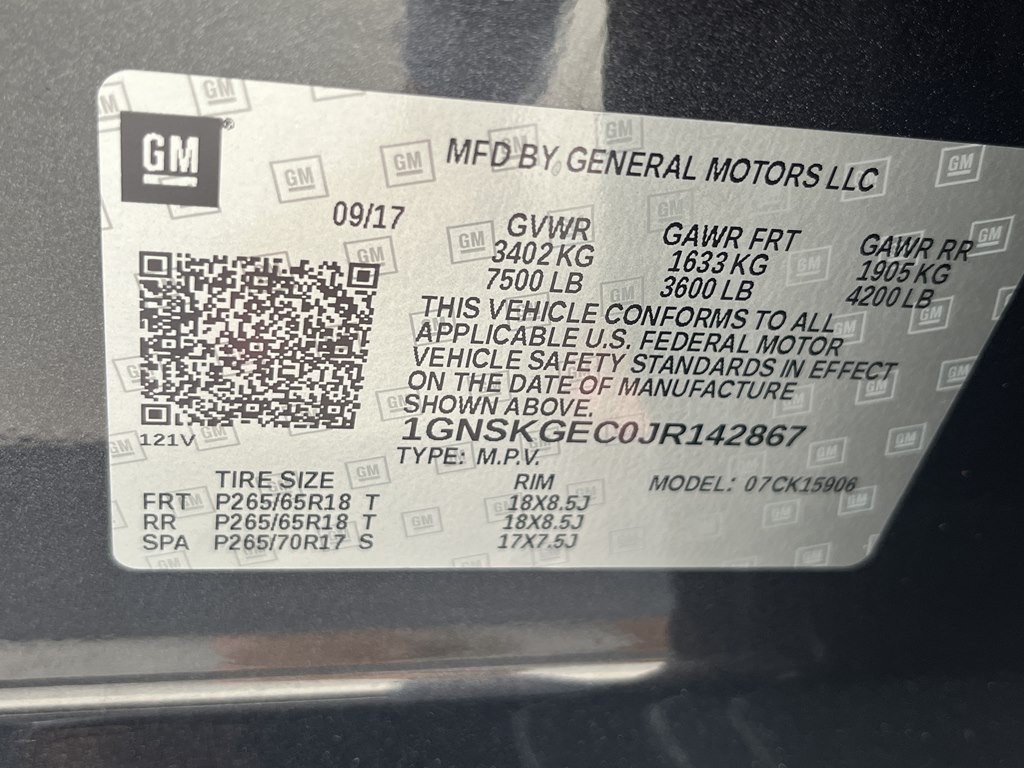 GM®
MFD BY GENERAL MOTORS LLC
09/17
GVWR GAWR FRT GAWR RR
3402 KG 1633 KG 1905 KG
7500 LB 3600 LB 4200 LB
THIS VEHICLE CONFORMS TO ALL
APPLICABLE U.S. FEDERAL MOTOR
VEHICLE SAFETY STANDARDS IN EFFECT
ON THE DATE OF MANUFACTURE
SHOWN ABOVE.
121V
1GNSKGEC0JR142867
TYPE: M.P.V.
TIRE SIZE RIM MODEL: 07CK15906
FRT P265/65R18 T 18X8.5J
RR P265/65R18 T 18X8.5J
SPA P265/70R17 S 17X7.5J